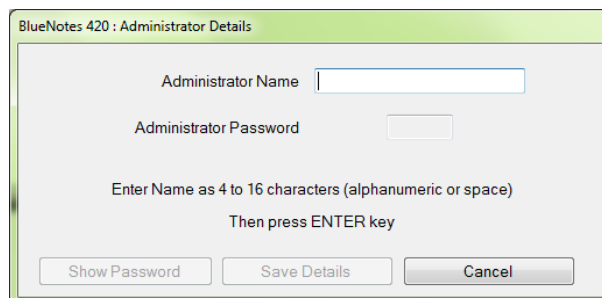 BlueNotes 420 : Administrator Details
Administrator Name
Administrator Password
Enter Name as 4 to 16 characters (alphanumeric or space)
Then press ENTER key
Show Password Save Details Cancel